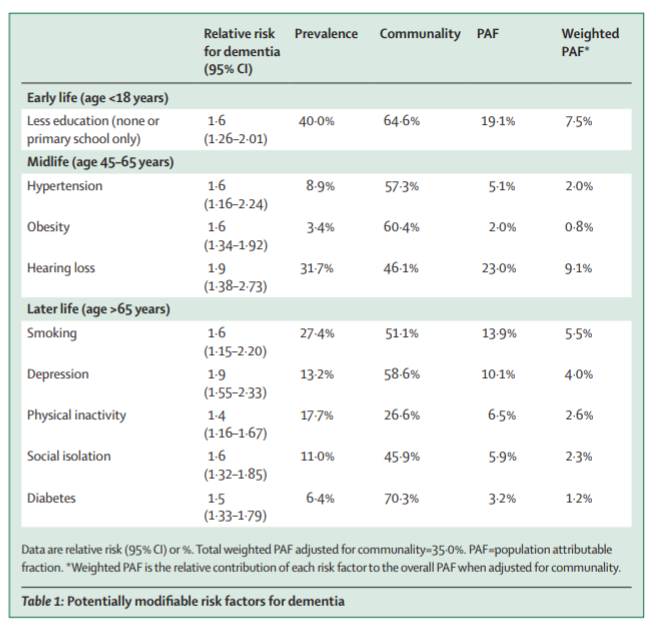 Relative risk Prevalence Communality PAF Weighted
for dementia PAF*
(95% CI)
Early life (age <18 years)
Less education (none or 1·6 40·0% 64·6% 19·1% 7·5%
primary school only) (1·26–2·01)
Midlife (age 45–65 years)
Hypertension 1·6 8·9% 57·3% 5·1% 2·0%
(1·16–2·24)
Obesity 1·6 3·4% 60·4% 2·0% 0·8%
(1·34–1·92)
Hearing loss 1·9 31·7% 46·1% 23·0% 9·1%
(1·38–2·73)
Later life (age >65 years)
Smoking 1·6 27·4% 51·1% 13·9% 5·5%
(1·15–2·20)
Depression 1·9 13·2% 58·6% 10·1% 4·0%
(1·55–2·33)
Physical inactivity 1·4 17·7% 26·6% 6·5% 2·6%
(1·16–1·67)
Social isolation 1·6 11·0% 45·9% 5·9% 2·3%
(1·32–1·85)
Diabetes 1·5 6·4% 70·3% 3·2% 1·2%
(1·33–1·79)
Data are relative risk (95% CI) or %. Total weighted PAF adjusted for communality=35·0%. PAF=population attributable
fraction. *Weighted PAF is the relative contribution of each risk factor to the overall PAF when adjusted for communality.
Table 1: Potentially modifiable risk factors for dementia